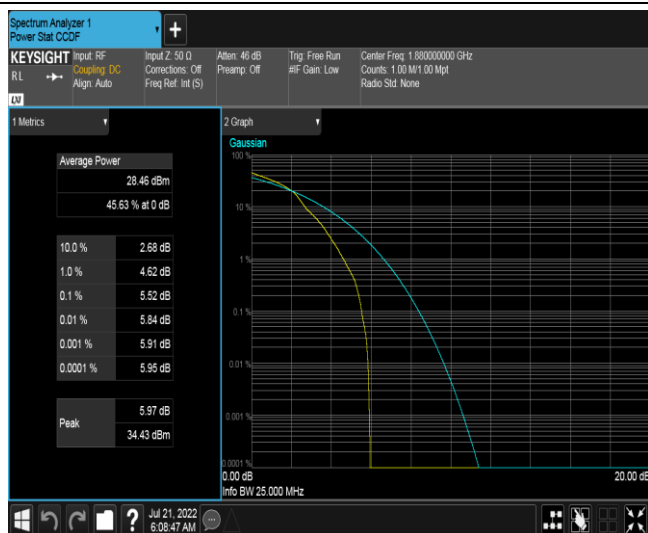 Spectrum Analyzer 1
Power Stat CCDF
+
KEYSIGHT
RL
LXI
Input: RF
Coupling: DC
Align: Auto
Input Z: 50 Ω
Corrections: Off
Freq Ref: Int (S)
Atten: 46 dB
Preamp: Off
Trig: Free Run
#IF Gain: Low
Center Freq: 1.880000000 GHz
Counts: 1.00 M/1.00 Mpt
Radio Std: None
1 Metrics
Average Power
28.46 dBm
45.63 % at 0 dB
10.0 % 2.68 dB
1.0 % 4.62 dB
0.1 % 5.52 dB
0.01 % 5.84 dB
0.001 % 5.91 dB
0.0001 % 5.95 dB
Peak
5.97 dB
34.43 dBm
2 Graph
Gaussian
100 %
10 %
1 %
0.1 %
0.01 %
0.001 %
0.0001 %
0.00 dB 20.00 dB
Info BW 25.000 MHz
?
Jul 21, 2022
6:08:47 AM